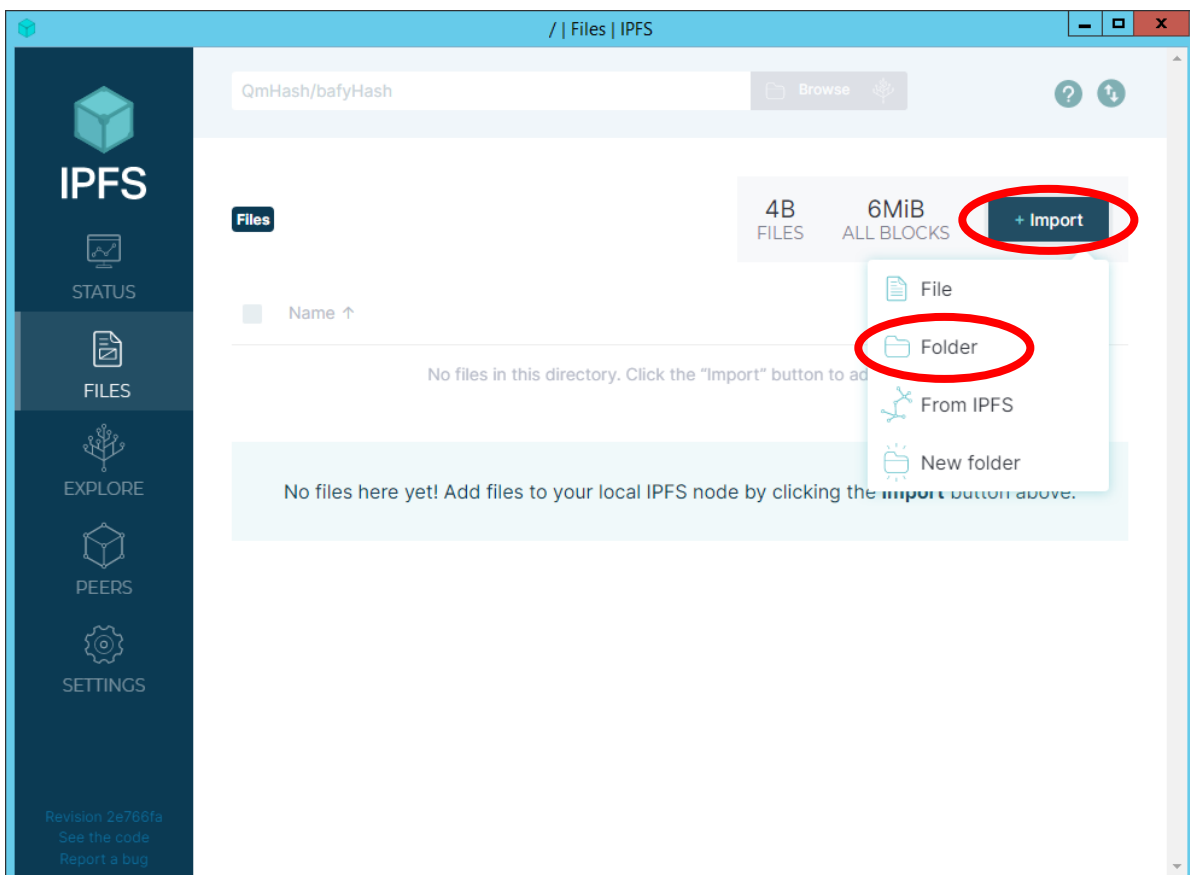 / | Files | IPFS
QmHash/bafyHash
Browse
IPFS
STATUS
FILES
EXPLORE
PEERS
SETTINGS
Revision 2e766fa
See the code
Report a bug
Files
4B
FILES
6MiB
ALL BLOCKS
+ Import
File
Folder
From IPFS
New folder
Name ↑
No files in this directory. Click the “Import” button to ad
No files here yet! Add files to your local IPFS node by clicking the Import button above.